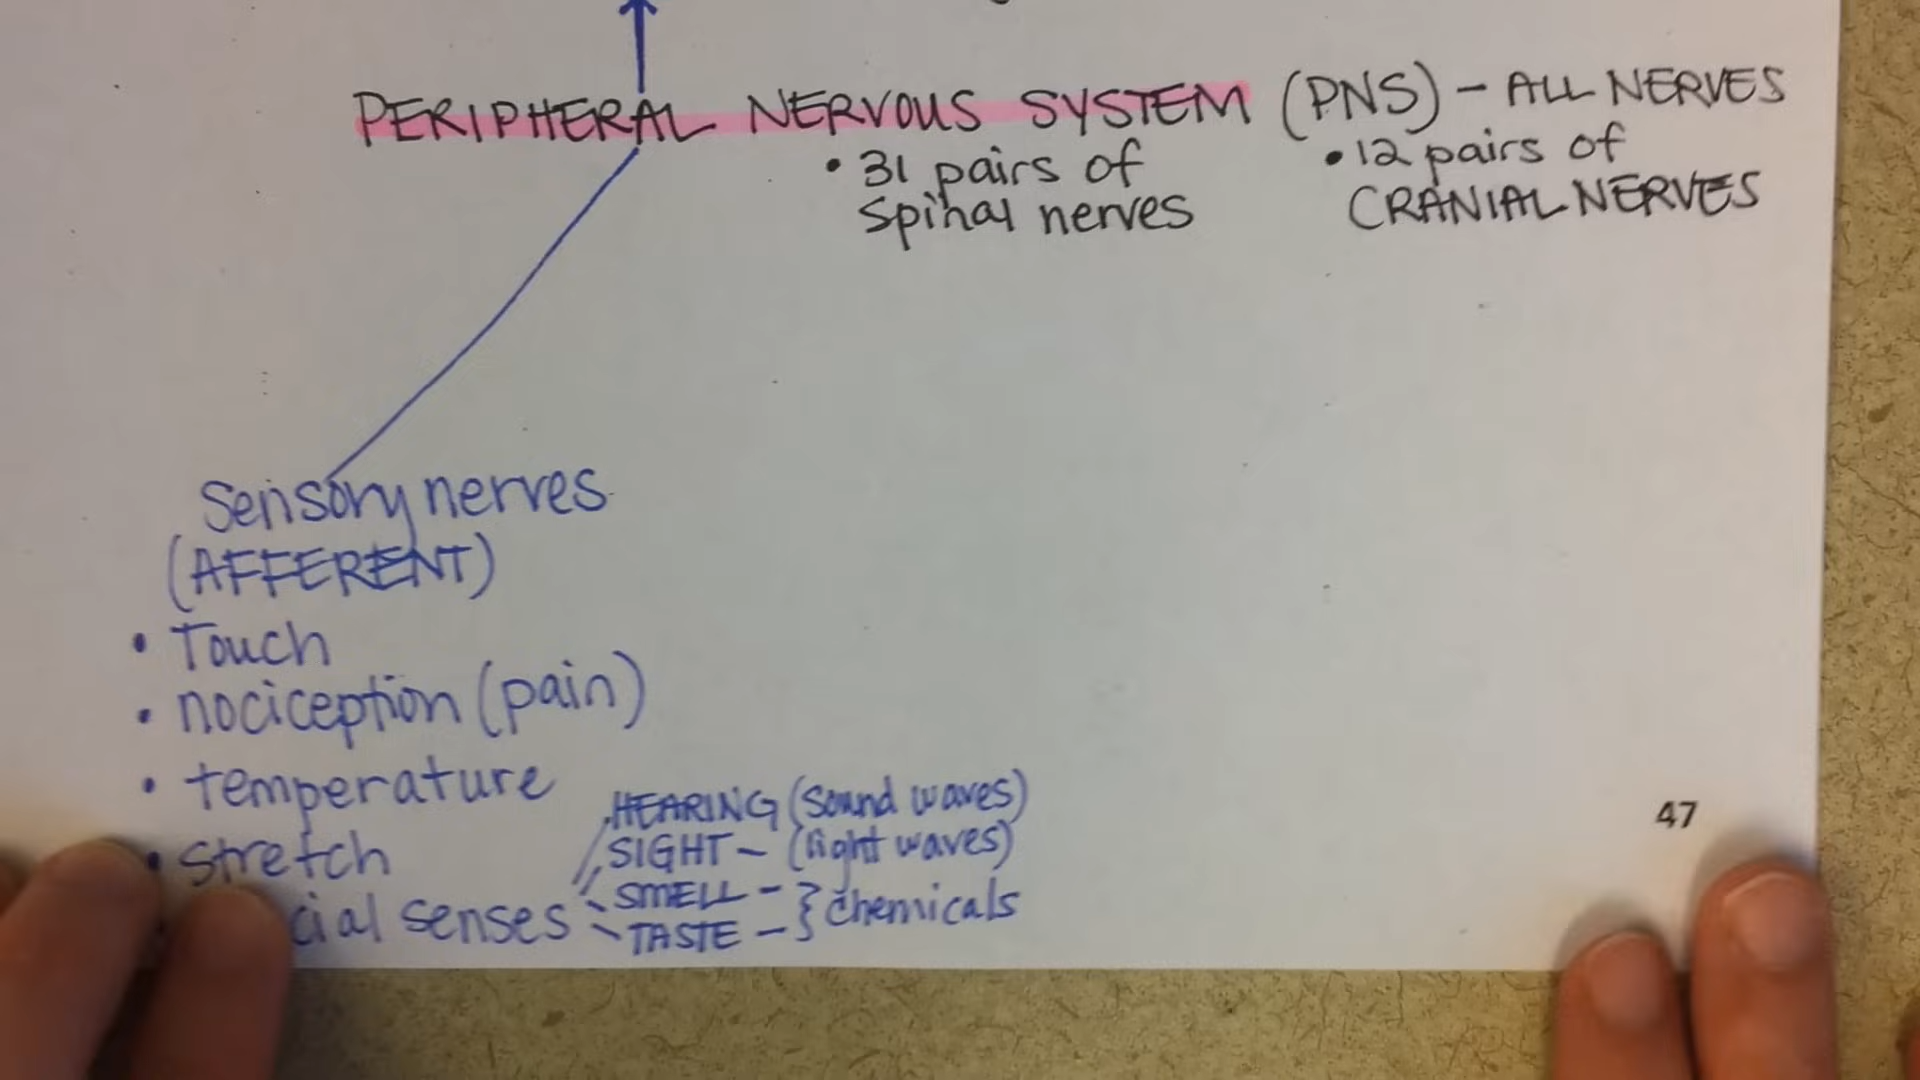 PERIPHERAL NERVOUS SYSTEM (PNS) - ALL NERVES
• 31 pairs of
spinal nerves
• 12 pairs of
CRANIAL NERVES
Sensory nerves
(AFFERENT)
• Touch
• nociception (pain)
• temperature
• stretch
senses
HEARING (sound waves)
SIGHT - (light waves)
SMELL -
TASTE -
} chemicals
47